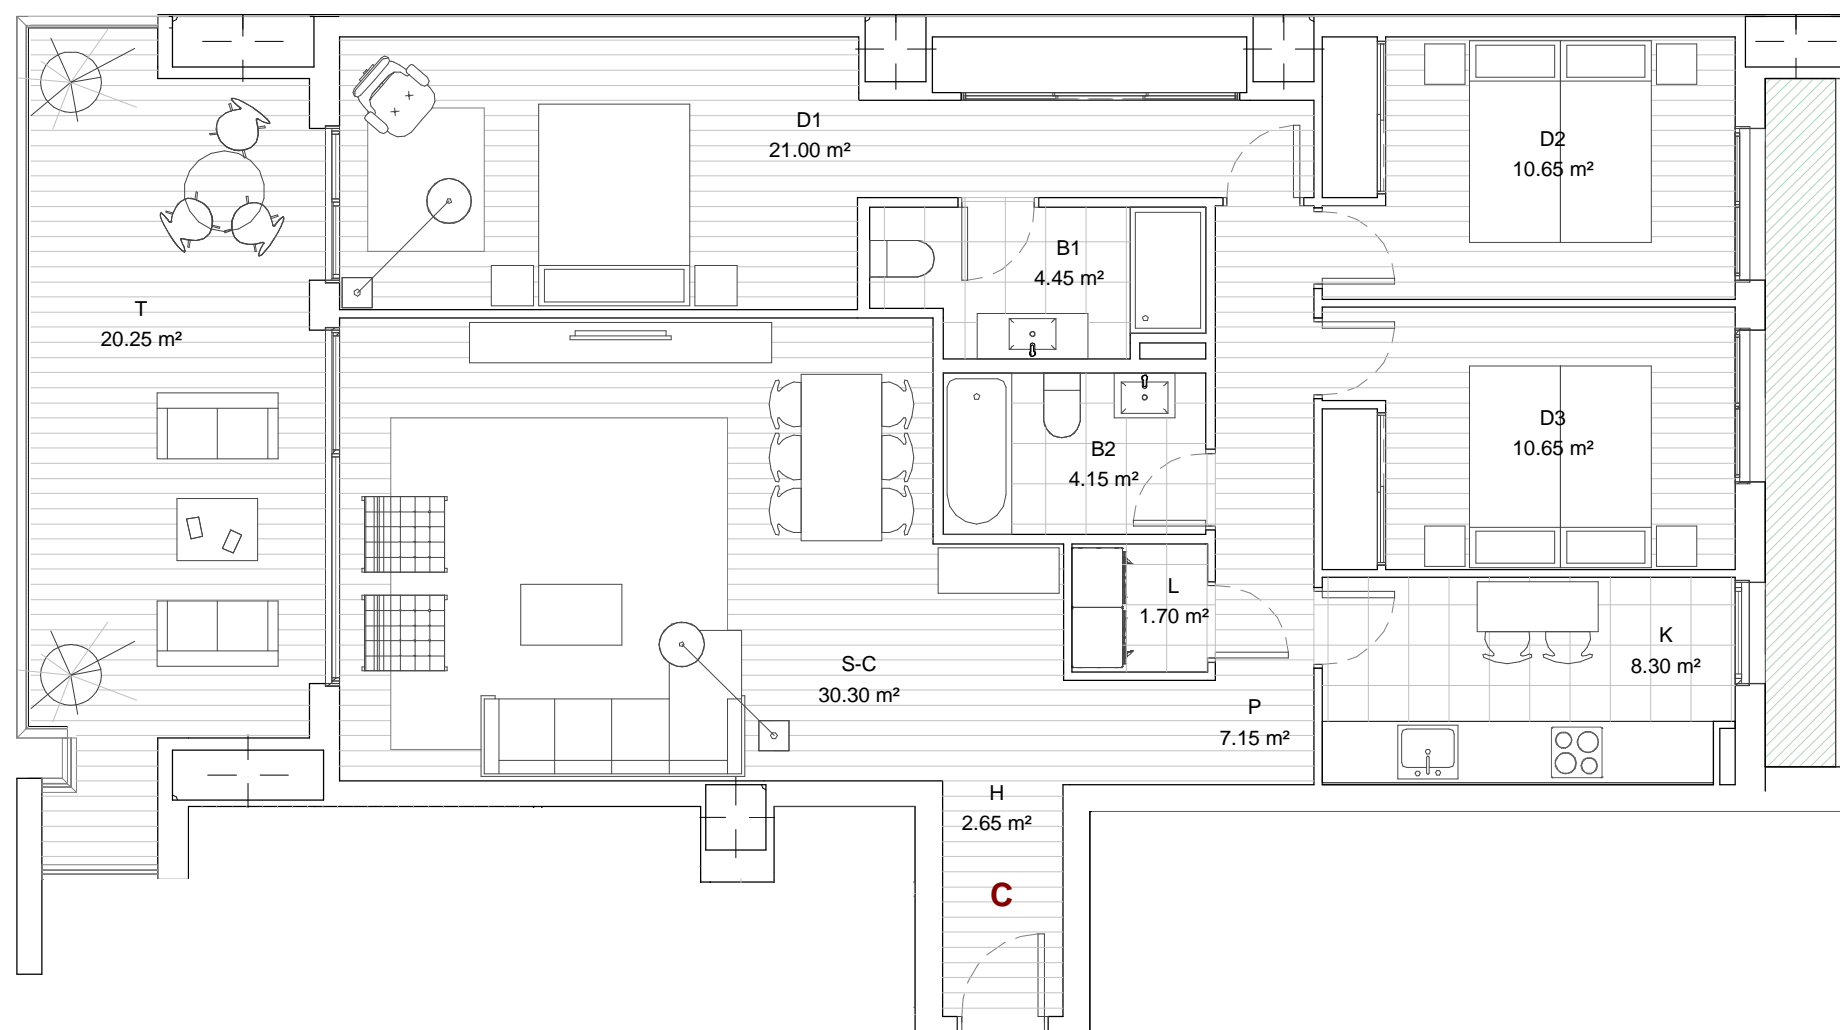 D1
21.00 m²
D2
10.65 m²
B1
4.45 m²
T
20.25 m²
D3
10.65 m²
B2
4.15 m²
L
1.70 m²
K
8.30 m²
S-C
30.30 m²
P
7.15 m²
H
2.65 m²
C